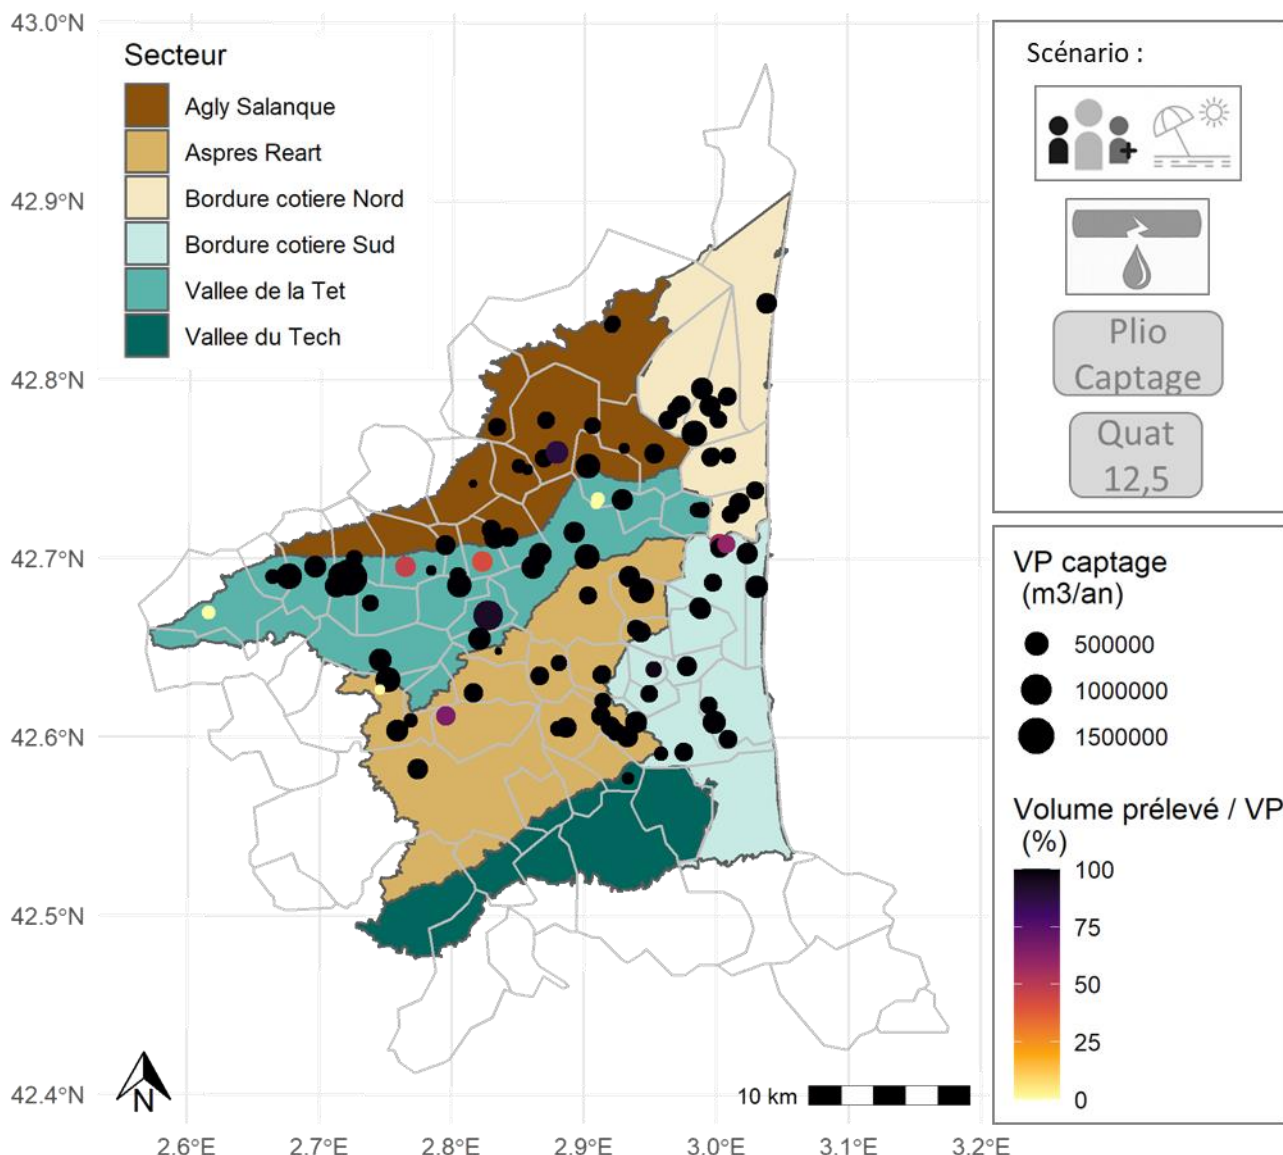 43.0°N
42.9°N
42.8°N
42.7°N
42.6°N
42.5°N
42.4°N
Secteur
Agly Salanque
Aspres Reart
Bordure cotiere Nord
Bordure cotiere Sud
Vallee de la Tet
Vallee du Tech
N
10 km
2.6°E
2.7°E
2.8°E
2.9°E
3.0°E
3.1°E
3.2°E
Scénario :
Plio
Captage
Quat
12,5
VP captage
(m3/an)
500000
1000000
1500000
Volume prélevé / VP
(%)
100
75
50
25
0